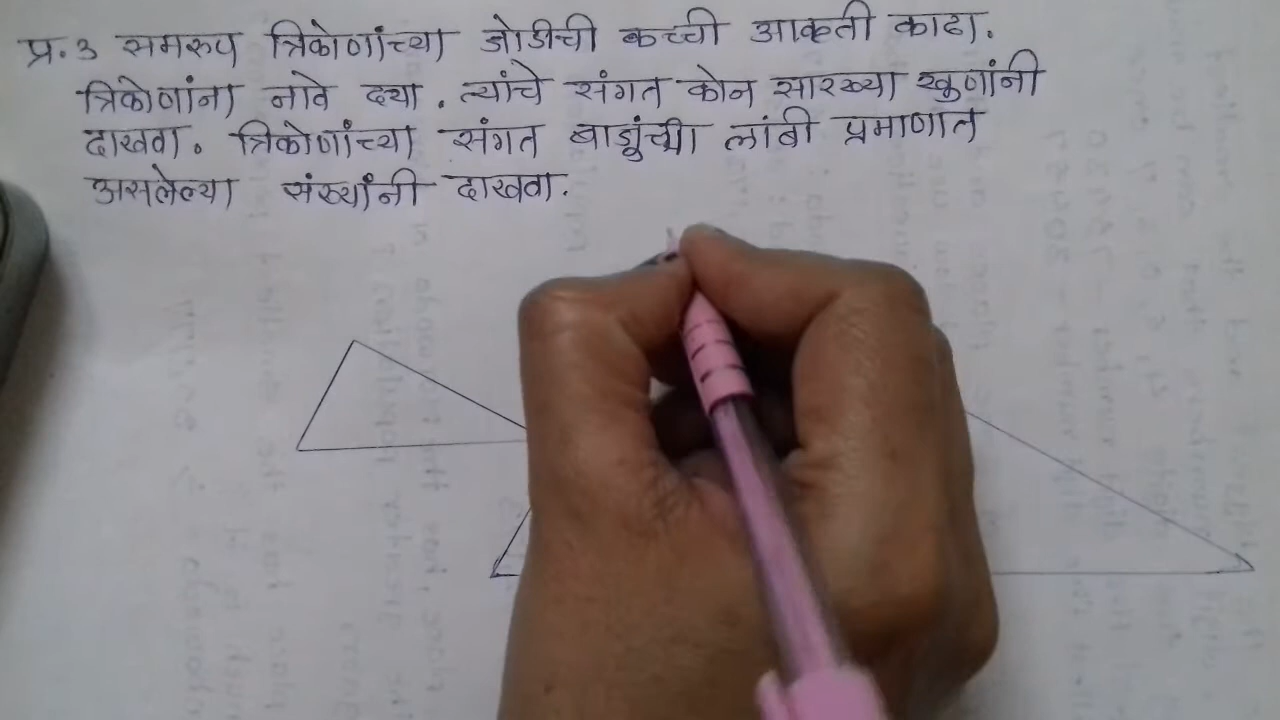 प्र.३ समरुप त्रिकोणांच्या जोडीची कच्ची आकृती काढा.
त्रिकोणांना नावे द्या. त्यांचे संगत कोन सारख्या खुणांनी
दाखवा. त्रिकोणांच्या संगत बाजुंची लांबी प्रमाणात
असलेल्या संख्यांनी दाखवा.